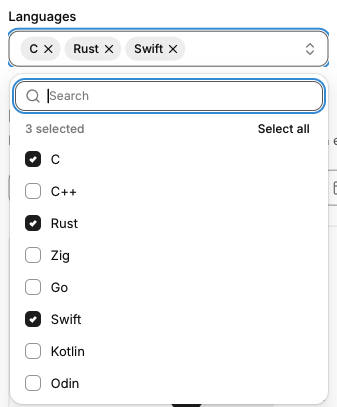 Languages
C Rust Swift
Search
3 selected Select all
C
C++
Rust
Zig
Go
Swift
Kotlin
Odin